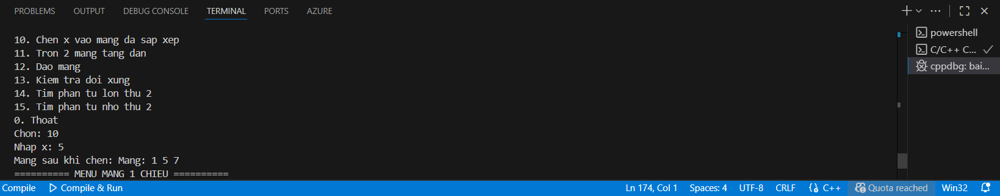 PROBLEMS OUTPUT DEBUG CONSOLE TERMINAL PORTS AZURE
10. Chen x vao mang da sap xep
11. Tron 2 mang tang dan
12. Dao mang
13. Kiem tra doi xung
14. Tim phan tu lon thu 2
15. Tim phan tu nho thu 2
0. Thoat
Chon: 10
Nhap x: 5
Mang sau khi chen: Mang: 1 5 7
========== MENU MANG 1 CHIEU ==========
powershell
C/C++ C...
cppdbg: bai...
Compile Compile & Run Ln 174, Col 1 Spaces: 4 UTF-8 CRLF C++ Quota reached Win32